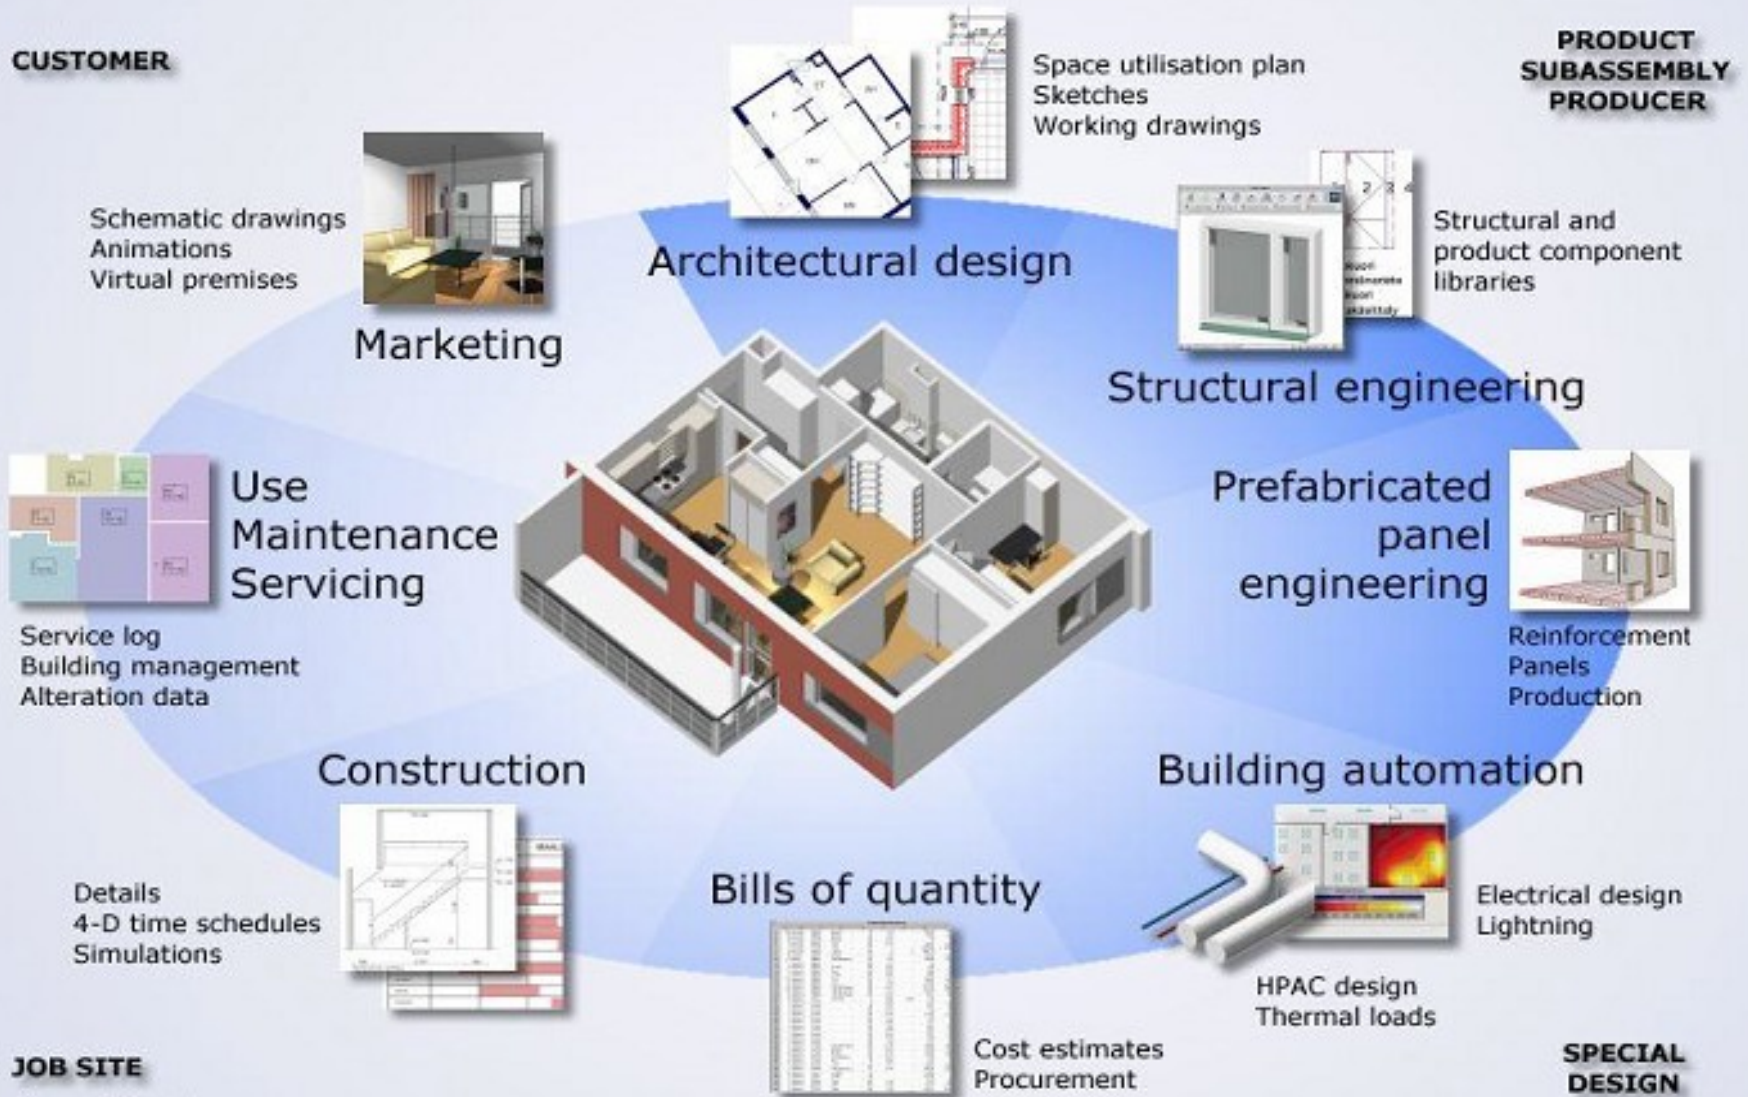 CUSTOMER
PRODUCT
SUBASSEMBLY
PRODUCER
Space utilisation plan
Sketches
Working drawings
Architectural design
Schematic drawings
Animations
Virtual premises
Marketing
Structural and
product component
libraries
Structural engineering
Use
Maintenance
Servicing
Service log
Building management
Alteration data
Prefabricated
panel
engineering
Reinforcement
Panels
Production
Construction
Details
4-D time schedules
Simulations
Building automation
Electrical design
Lightning
HPAC design
Thermal loads
Bills of quantity
Cost estimates
Procurement
JOB SITE
SPECIAL
DESIGN